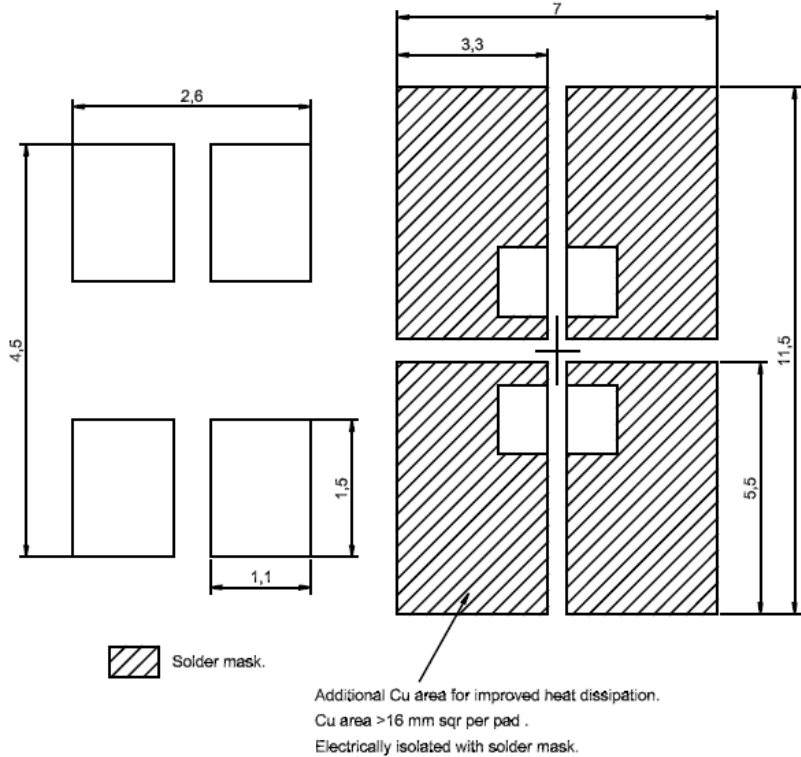 7
3,3
2,6
4,5
11,5
1,5
5,5
1,1
Solder mask.
Additional Cu area for improved heat dissipation.
Cu area >16 mm sqr per pad .
Electrically isolated with solder mask.